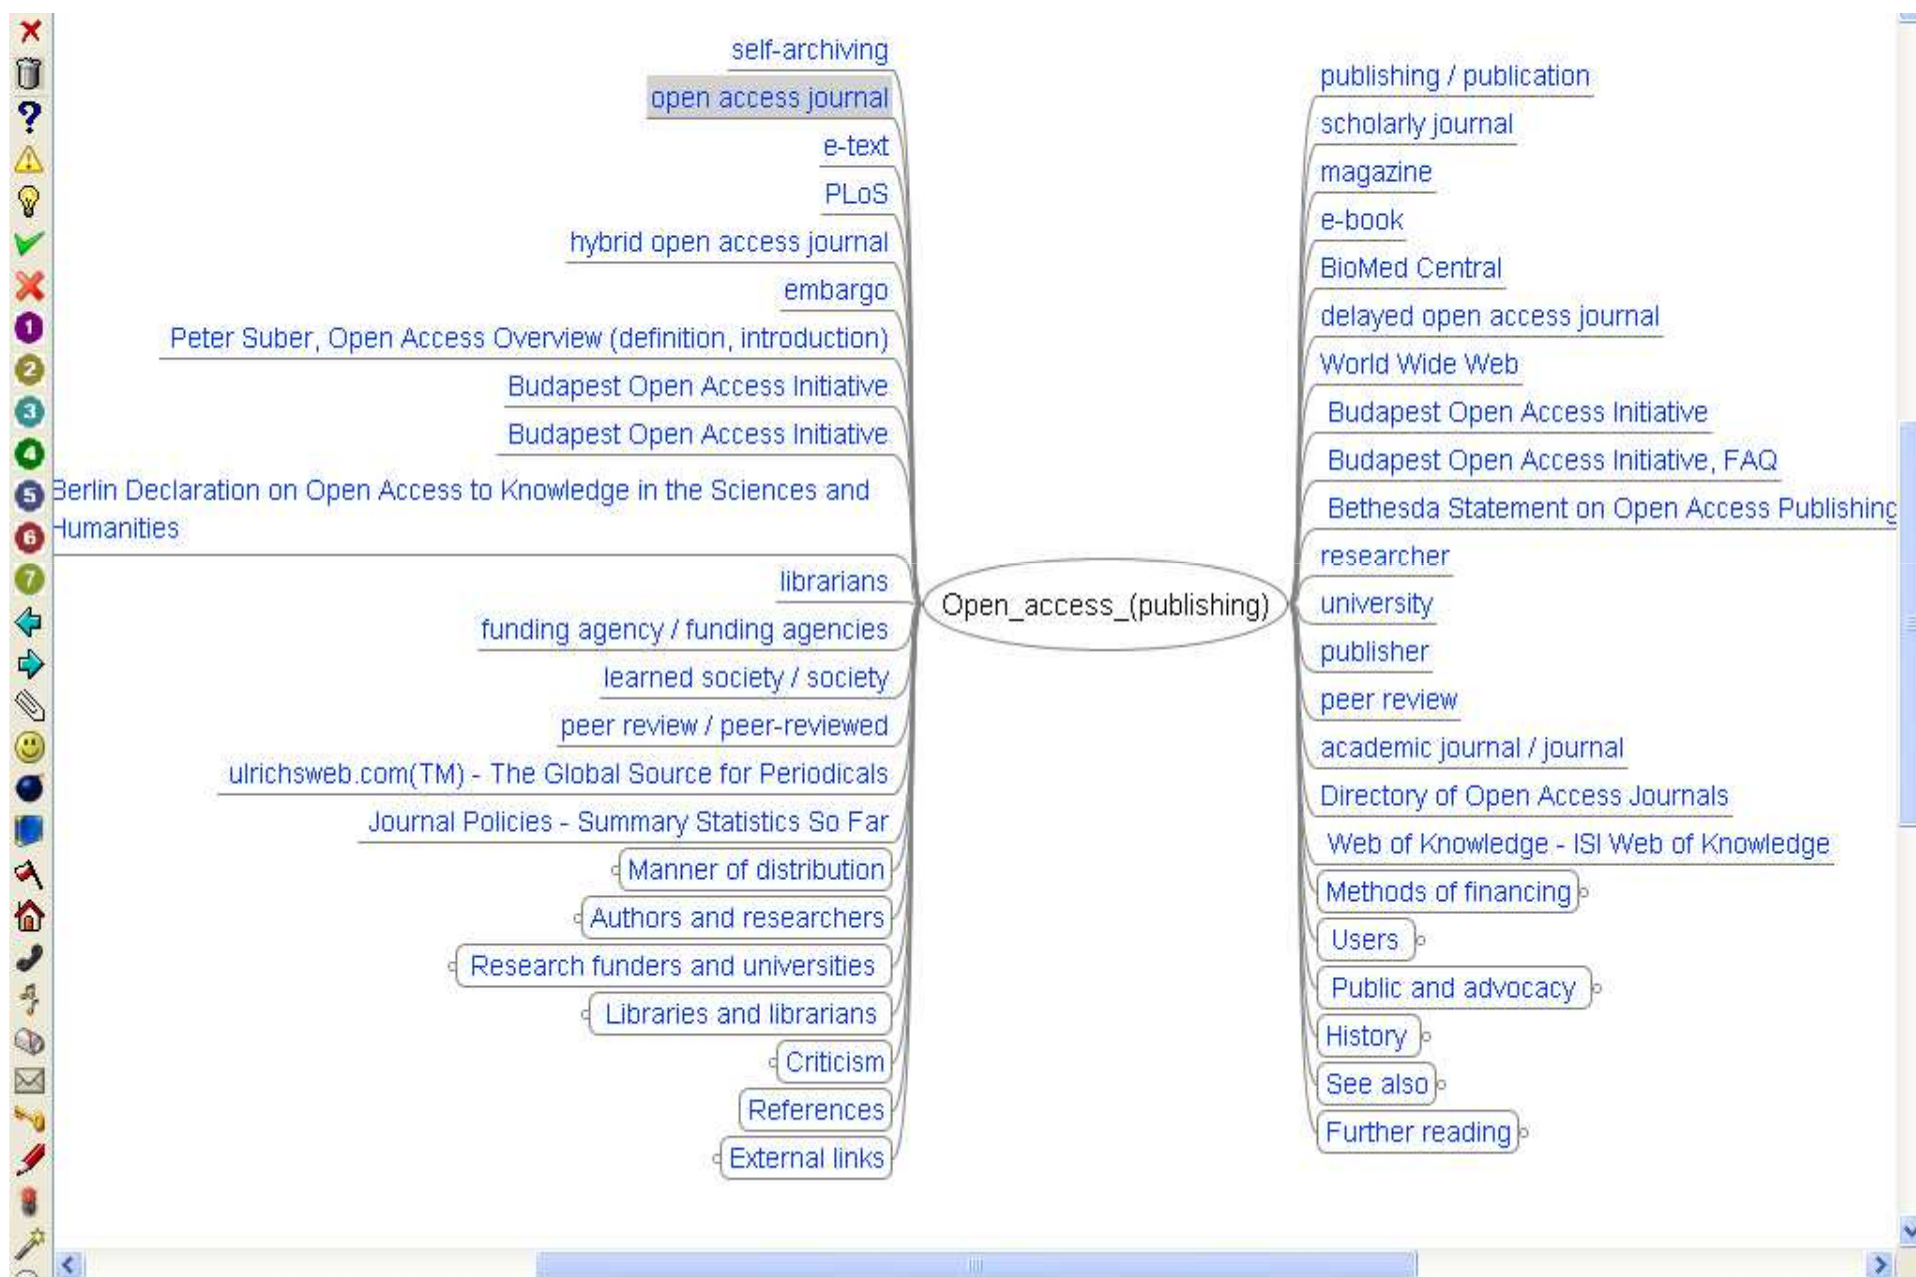 self-archiving
open access journal
e-text
PLoS
hybrid open access journal
embargo
Peter Suber, Open Access Overview (definition, introduction)
Budapest Open Access Initiative
Budapest Open Access Initiative
Berlin Declaration on Open Access to Knowledge in the Sciences and
Humanities
librarians
funding agency / funding agencies
learned society / society
peer review / peer-reviewed
ulrichsweb.com(TM) - The Global Source for Periodicals
Journal Policies - Summary Statistics So Far
Manner of distribution
Authors and researchers
Research funders and universities
Libraries and librarians
Criticism
References
External links
Open_access_(publishing)
publishing / publication
scholarly journal
magazine
e-book
BioMed Central
delayed open access journal
World Wide Web
Budapest Open Access Initiative
Budapest Open Access Initiative, FAQ
Bethesda Statement on Open Access Publishing
researcher
university
publisher
peer review
academic journal / journal
Directory of Open Access Journals
Web of Knowledge - ISI Web of Knowledge
Methods of financing
Users
Public and advocacy
History
See also
Further reading
?
1
2
3
4
5
6
7